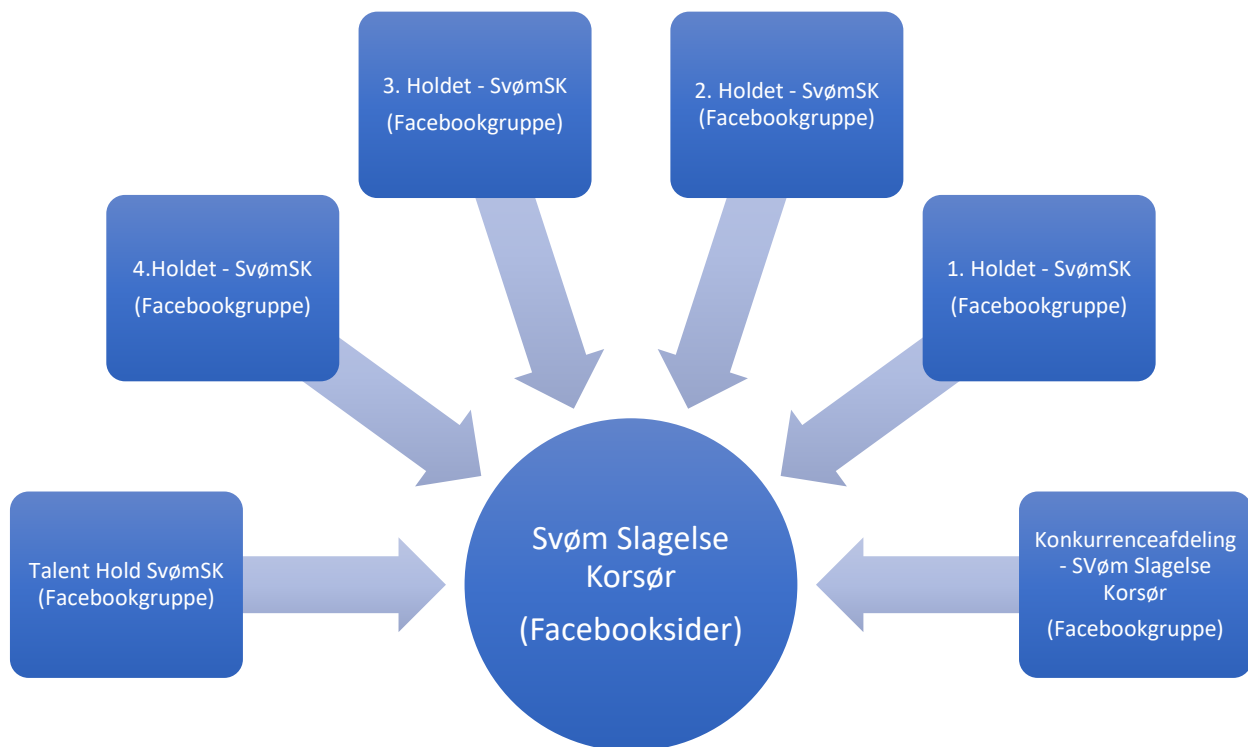 3. Holdet - SvømSK
(Facebookgruppe)
2. Holdet - SvømSK
(Facebookgruppe)
4.Holdet - SvømSK
(Facebookgruppe)
1. Holdet - SvømSK
(Facebookgruppe)
Talent Hold SvømSK
(Facebookgruppe)
Svøm Slagelse
Korsør
(Facebooksider)
Konkurrenceafdeling
- SVøm Slagelse
Korsør
(Facebookgruppe)